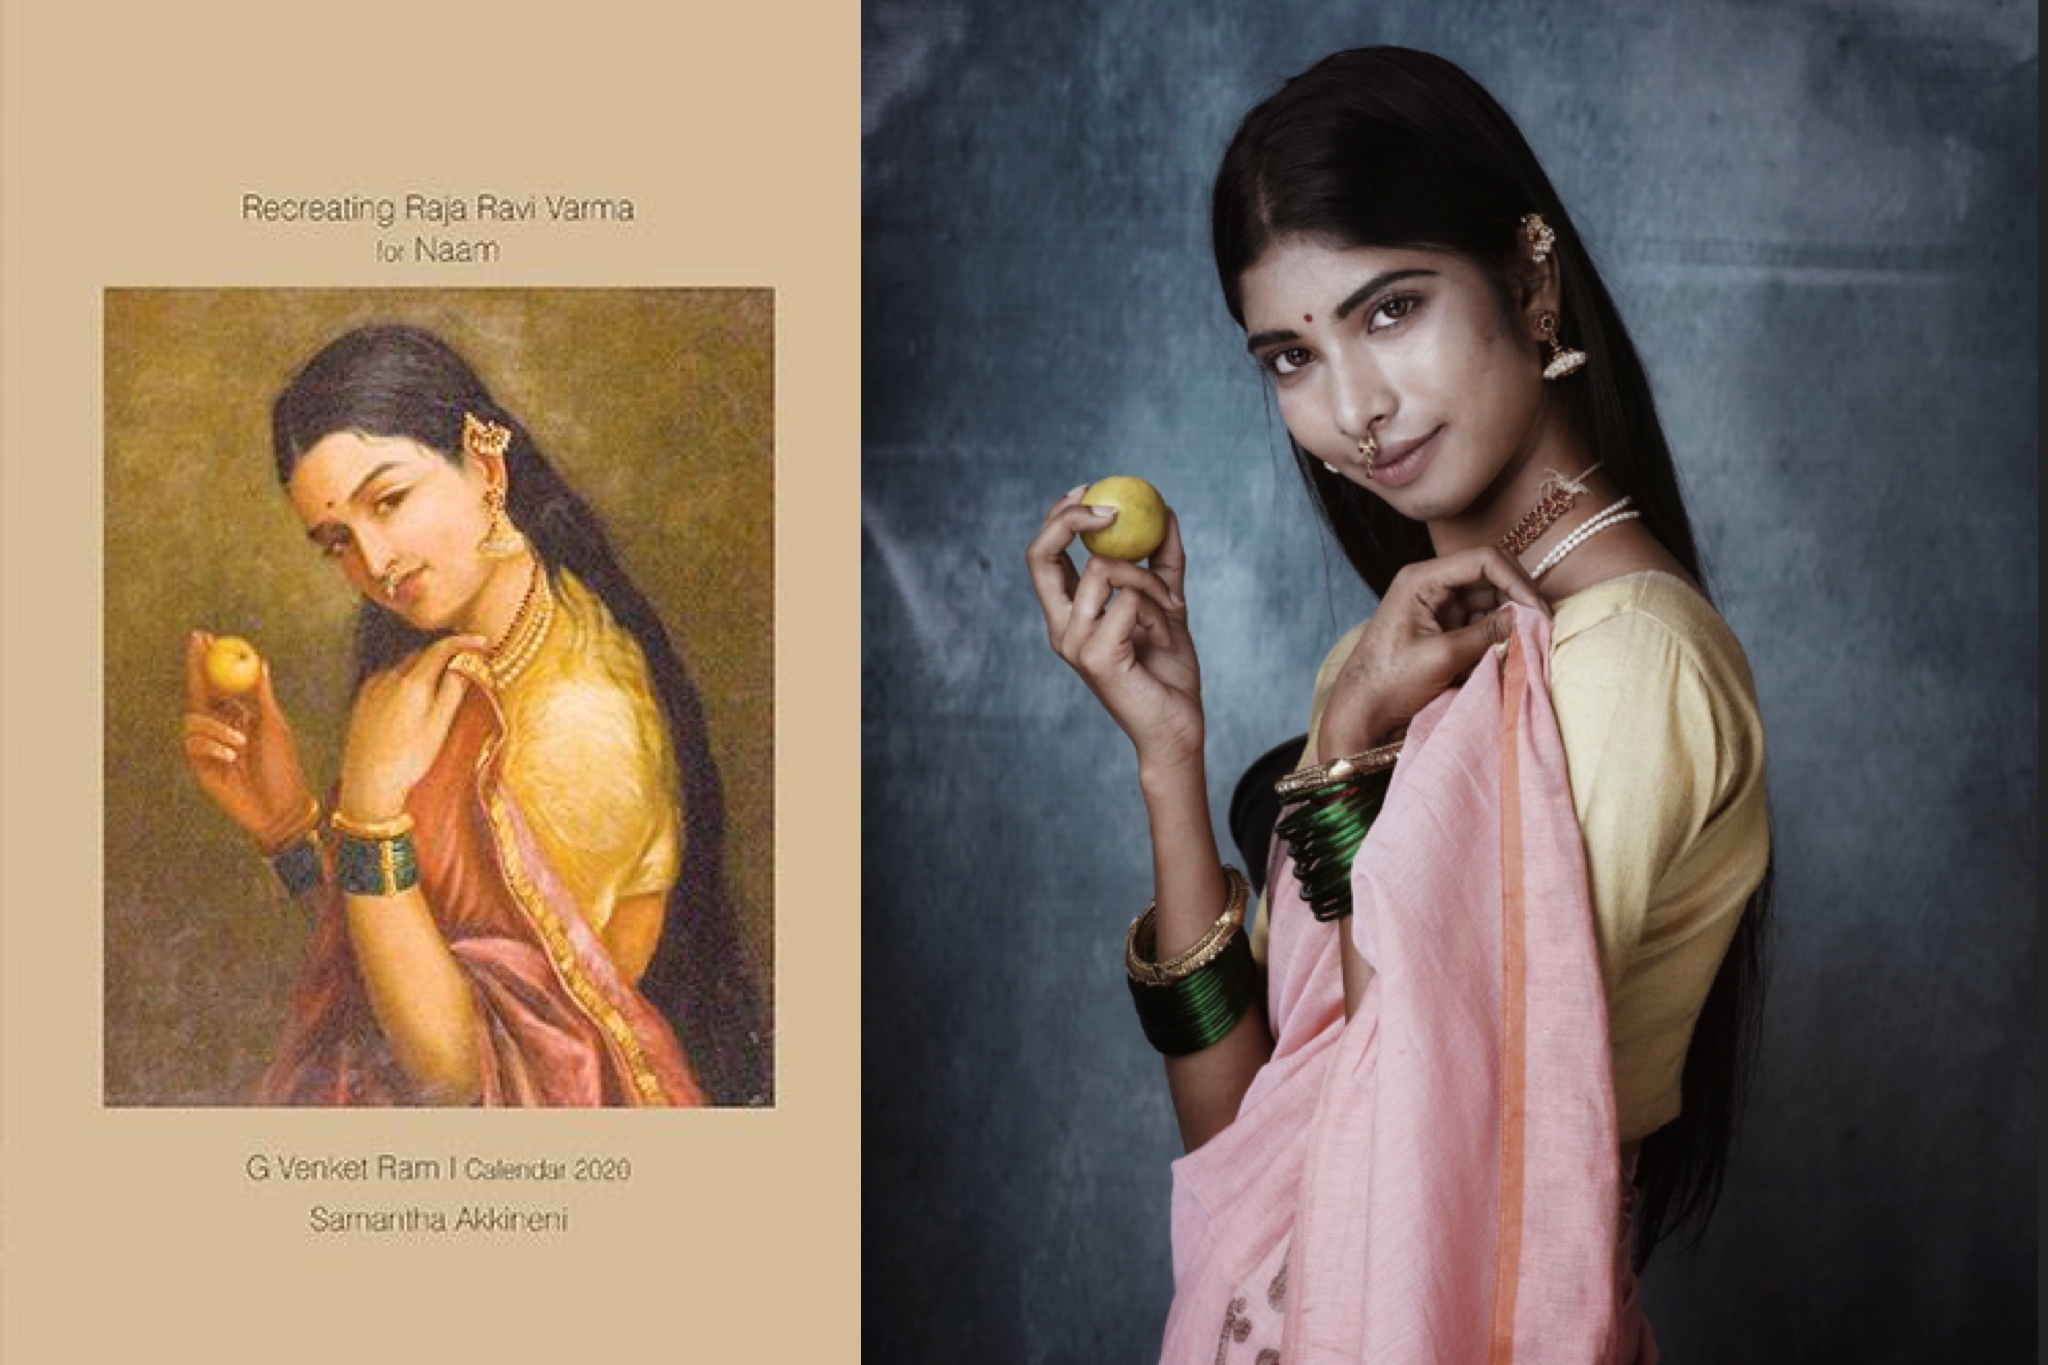 Recreating Raja Ravi Varma
for Naam
G Venket Ram I Calendar 2020
Samantha Akkineni